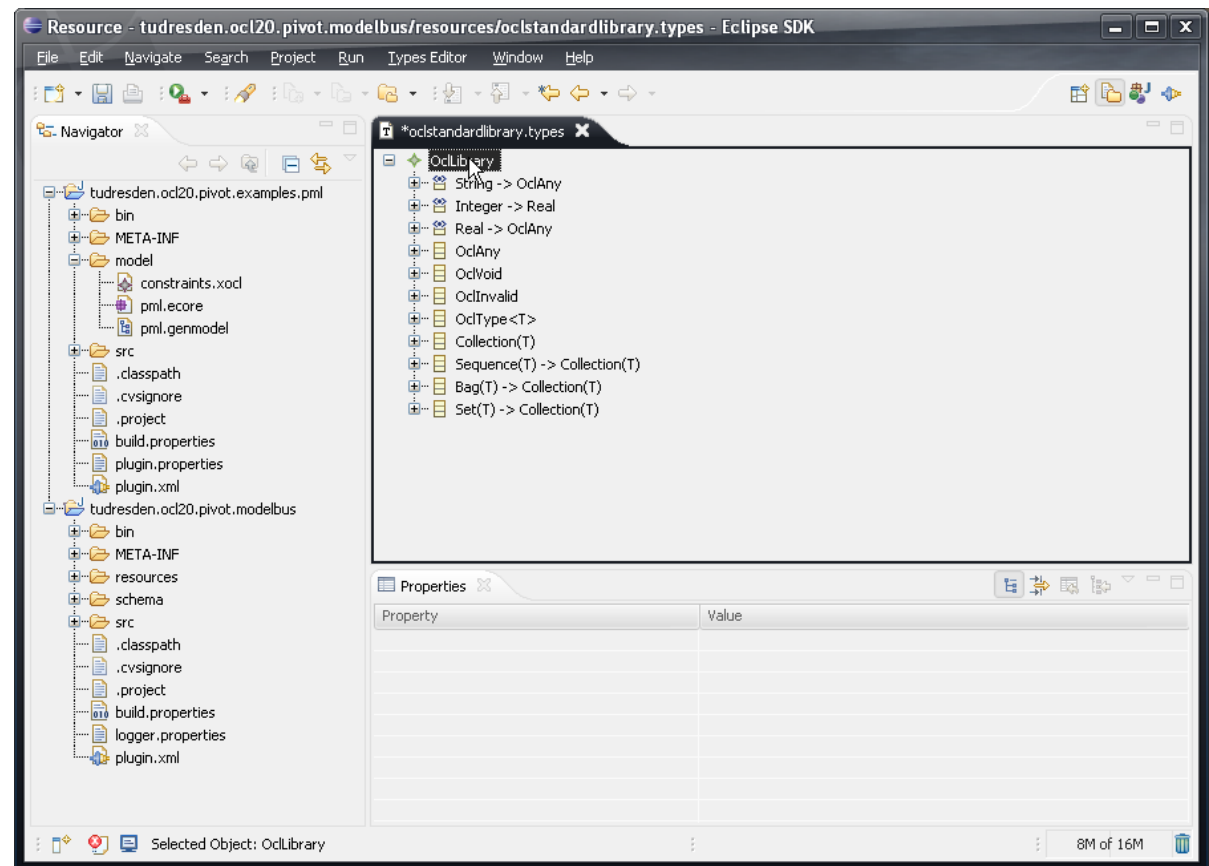 Resource - tudresden.ocl20.pivot.modelbus/resources/oclstandardlibrary.types - Eclipse SDK
File Edit Navigate Search Project Run Types Editor Window Help
Navigator
tudresden.ocl20.pivot.examples.pml
bin
META-INF
model
constraints.xocl
pml.ecore
pml.genmodel
src
.classpath
.cvsignore
.project
build.properties
plugin.properties
plugin.xml
tudresden.ocl20.pivot.modelbus
bin
META-INF
resources
schema
src
.classpath
.cvsignore
.project
build.properties
logger.properties
plugin.xml
*oclstandardlibrary.types
OclLibrary
String -> OclAny
Integer -> Real
Real -> OclAny
OclAny
OclVoid
OclInvalid
OclType<T>
Collection(T)
Sequence(T) -> Collection(T)
Bag(T) -> Collection(T)
Set(T) -> Collection(T)
Properties
Property Value
Selected Object: OclLibrary
8M of 16M